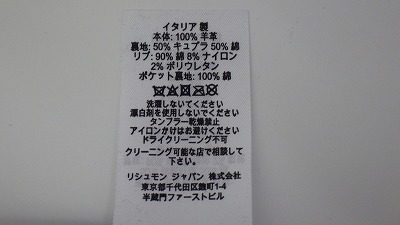 イタリア 製
本体: 100% 羊革
裏地: 50% キュプラ 50% 綿
リブ: 90% 綿 8% ナイロン
2% ポリウレタン
ポケット裏地: 100% 綿
洗濯しないてください
漂白剤を使用しないでください
タンブラー乾燥禁止
アイロンかけはお避けください
ドライクリーニング不可
クリーニング可能な店で相談して
下さい。
リシュモン ジャパン 株式会社
東京都千代田区麹町1-4
半蔵門ファーストビル